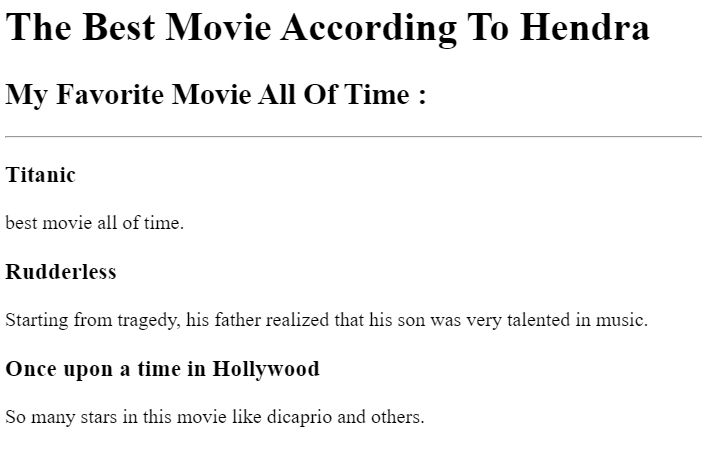 The Best Movie According To Hendra
My Favorite Movie All Of Time :
Titanic
best movie all of time.
Rudderless
Starting from tragedy, his father realized that his son was very talented in music.
Once upon a time in Hollywood
So many stars in this movie like dicaprio and others.